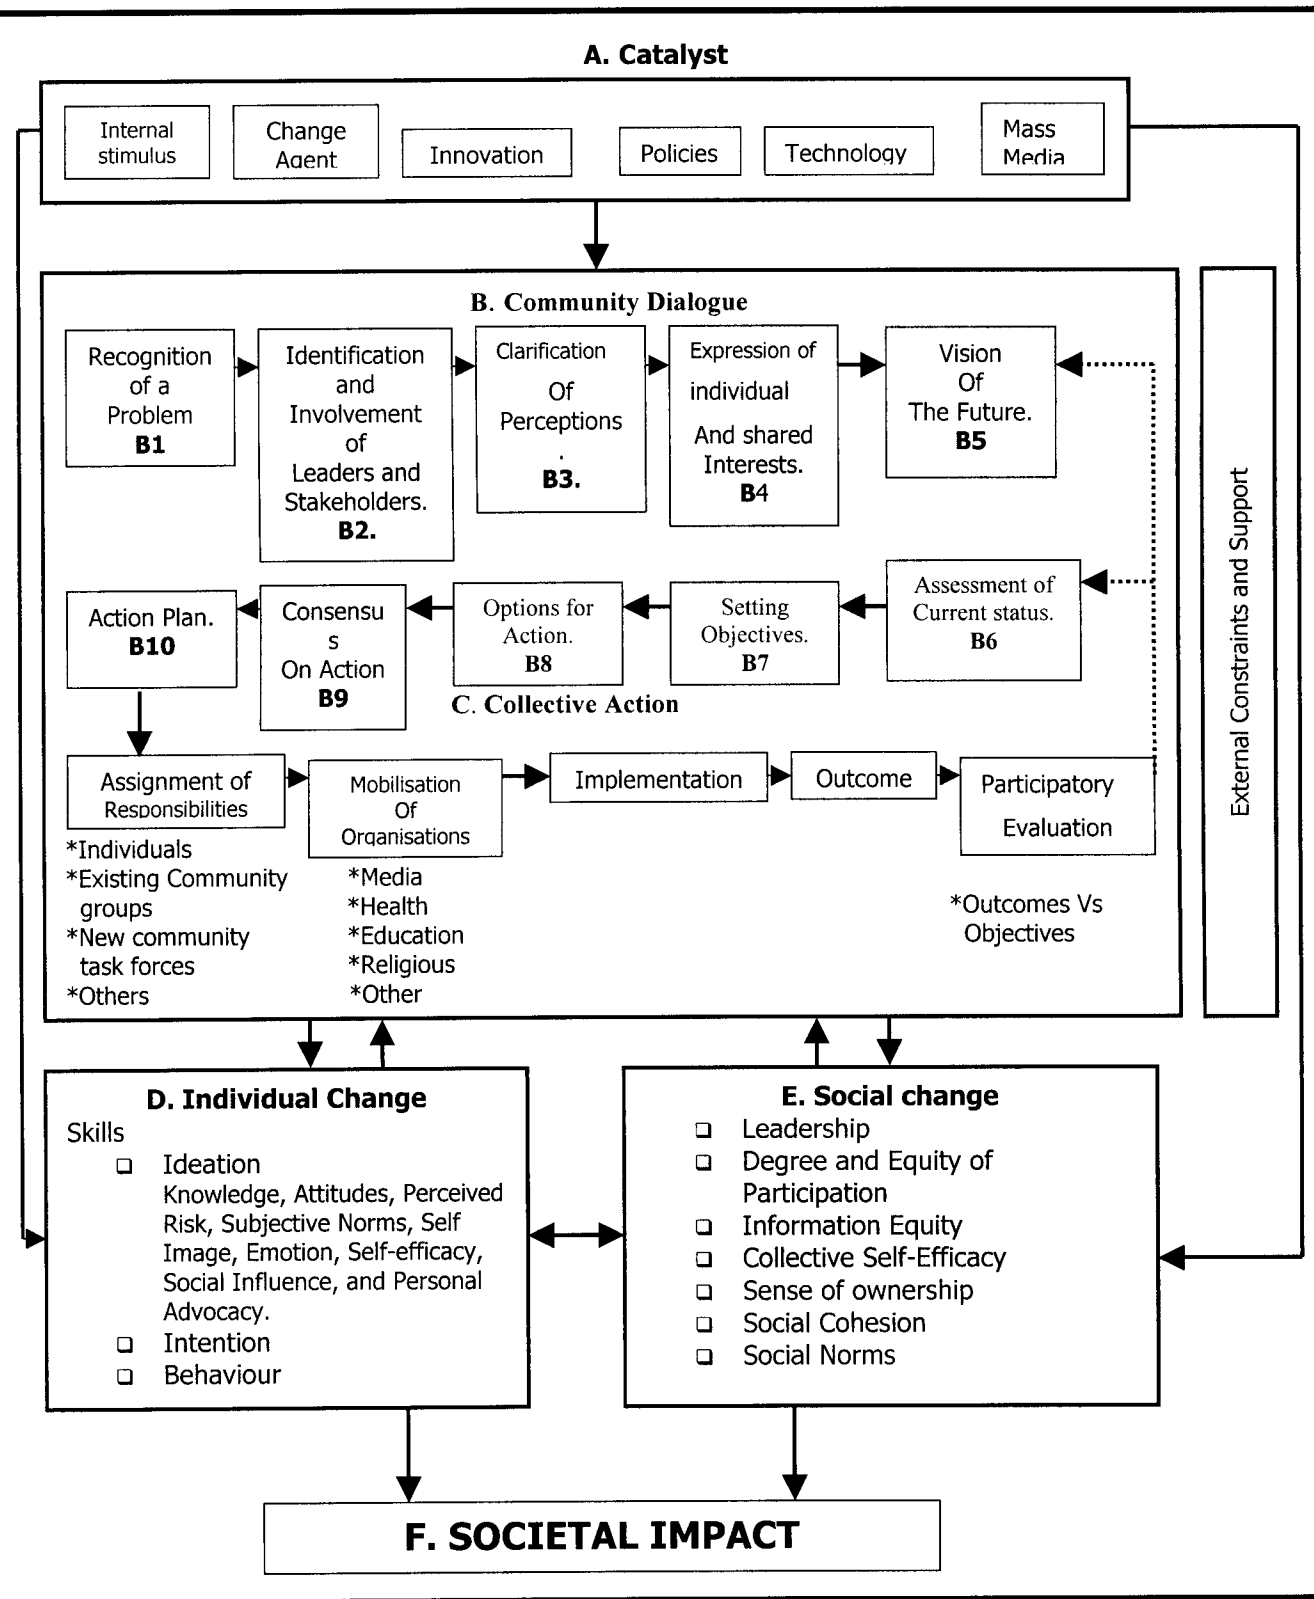 A. Catalyst
Internal
stimulus
Change
Agent
Innovation
Policies
Technology
Mass
Media
B. Community Dialogue
Recognition
of a
Problem
B1
Identification
and
Involvement
of
Leaders and
Stakeholders.
B2.
Clarification
Of
Perceptions
.
B3.
Expression of
individual
And shared
Interests.
B4
Vision
Of
The Future.
B5
External Constraints and Support
Action Plan.
B10
Consensu
s
On Action
B9
Options for
Action.
B8
Setting
Objectives.
B7
Assessment of
Current status.
B6
C. Collective Action
Assignment of
Responsibilities
*Individuals
*Existing Community
groups
*New community
task forces
*Others
Mobilisation
Of
Organisations
*Media
*Health
*Education
*Religious
*Other
Implementation
Outcome
Participatory
Evaluation
*Outcomes Vs
Objectives
D. Individual Change
Skills
❑ Ideation
Knowledge, Attitudes, Perceived
Risk, Subjective Norms, Self
Image, Emotion, Self-efficacy,
Social Influence, and Personal
Advocacy.
❑ Intention
❑ Behaviour
E. Social change
❑ Leadership
❑ Degree and Equity of
Participation
❑ Information Equity
❑ Collective Self-Efficacy
❑ Sense of ownership
❑ Social Cohesion
❑ Social Norms
F. SOCIETAL IMPACT